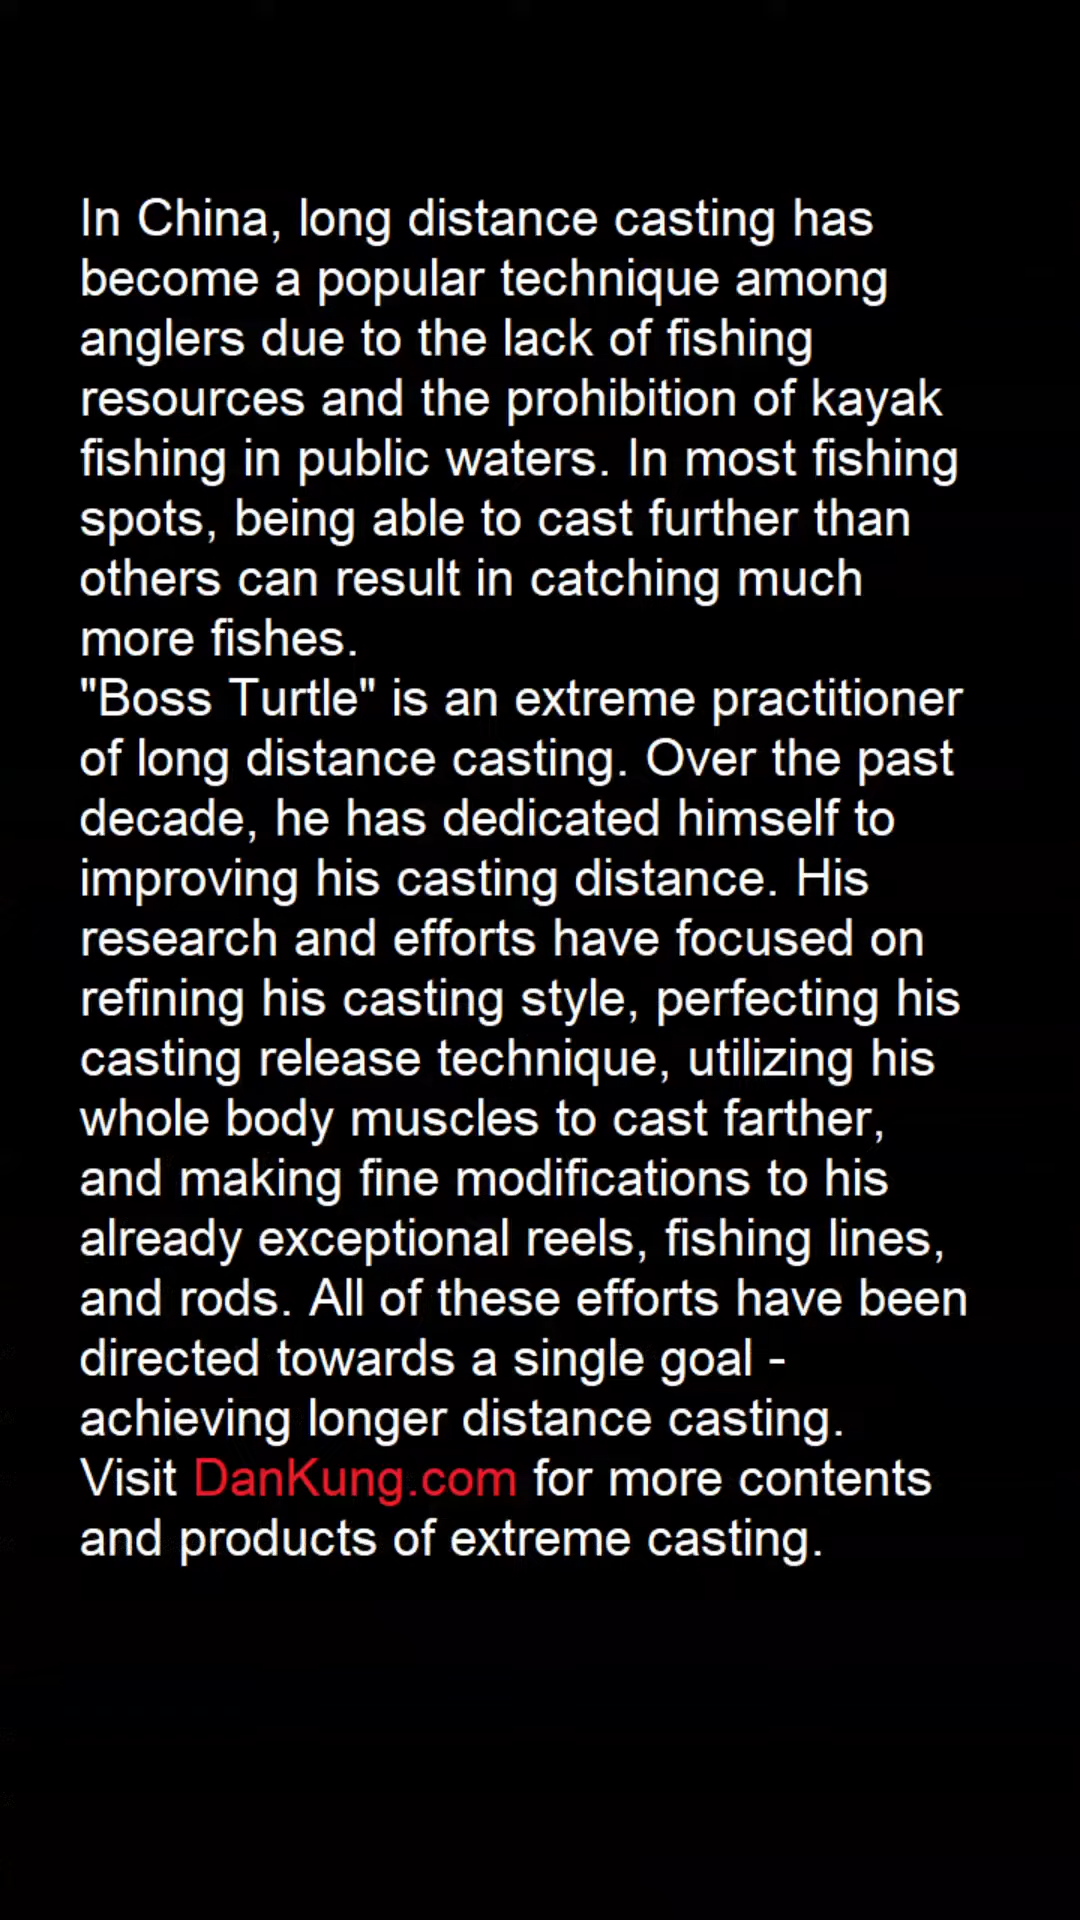 In China, long distance casting has
become a popular technique among
anglers due to the lack of fishing
resources and the prohibition of kayak
fishing in public waters. In most fishing
spots, being able to cast further than
others can result in catching much
more fishes.
"Boss Turtle" is an extreme practitioner
of long distance casting. Over the past
decade, he has dedicated himself to
improving his casting distance. His
research and efforts have focused on
refining his casting style, perfecting his
casting release technique, utilizing his
whole body muscles to cast farther,
and making fine modifications to his
already exceptional reels, fishing lines,
and rods. All of these efforts have been
directed towards a single goal -
achieving longer distance casting.
Visit DanKung.com for more contents
and products of extreme casting.